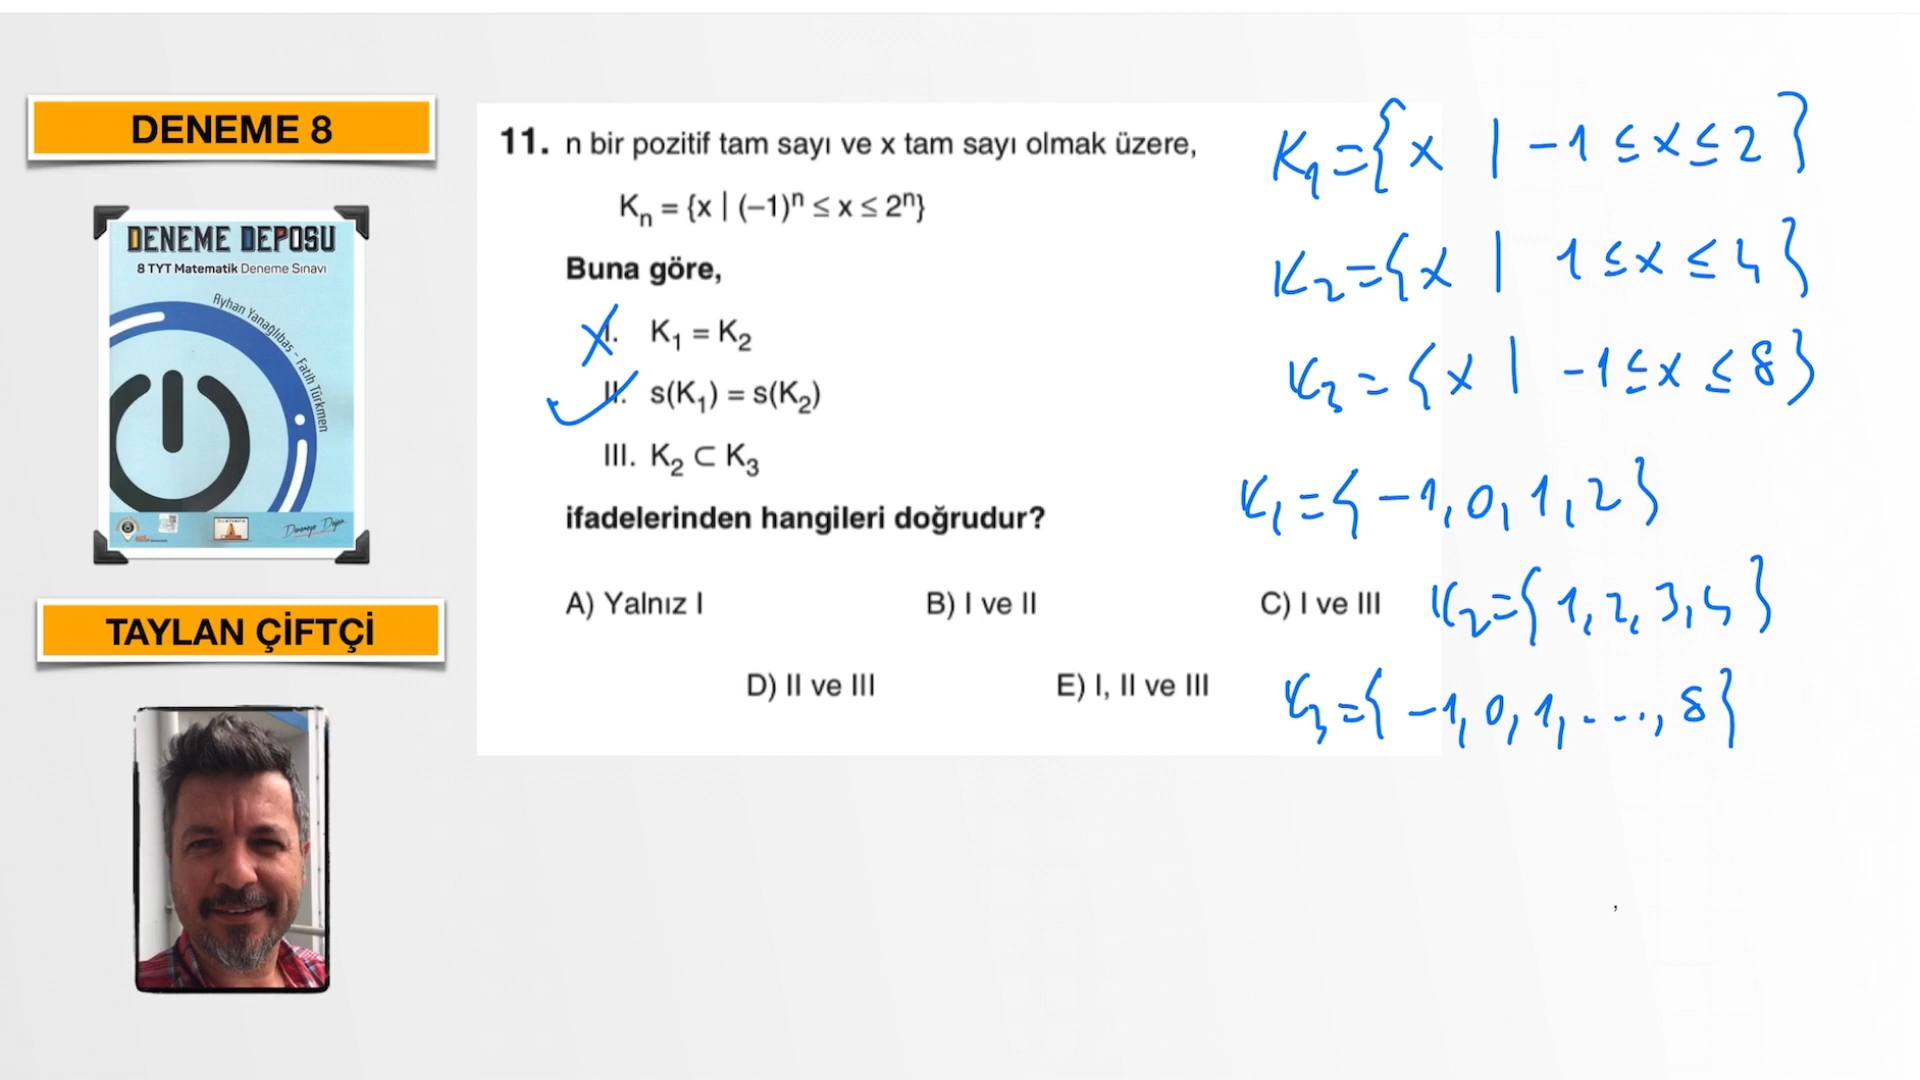 DENEME 8
DENEME DEPOSU
8 TYT Matematik Deneme Sınavı
Ayhan Yanağlıbaş - Fatih Türkmen
TAYLAN ÇİFTÇİ
11. n bir pozitif tam sayı ve x tam sayı olmak üzere,
Kₙ = {x | (–1)ⁿ ≤ x ≤ 2ⁿ}
Buna göre,
I. K₁ = K₂
II. s(K₁) = s(K₂)
III. K₂ ⊂ K₃
ifadelerinden hangileri doğrudur?
A) Yalnız I B) I ve II C) I ve III
D) II ve III E) I, II ve III
K₁={x | -1≤x≤2}
K₂={x | 1≤x≤4}
K₃={x | -1≤x≤8}
K₁={-1,0,1,2}
K₂={1,2,3,4}
K₃={-1,0,1,....,8}